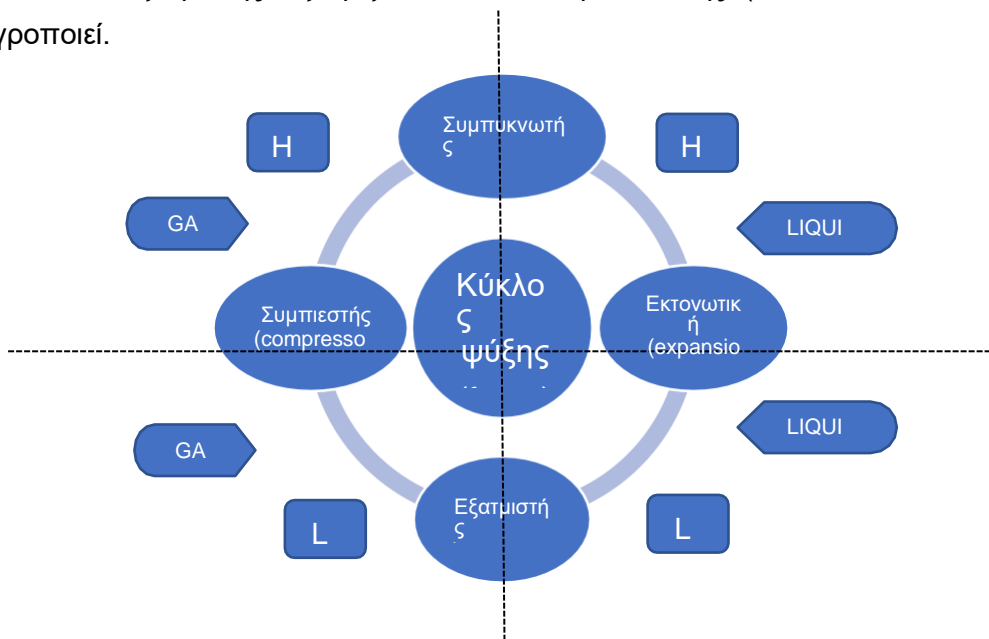 γροποιεί.
Συμπυκνωτή
ς
H
H
GA
LIQUI
Κύκλο
ς
ψύξης
Συμπιεστής
(compresso
Εκτονωτικ
ή
(expansio
GA
LIQUI
Εξατμιστή
ς
L
L